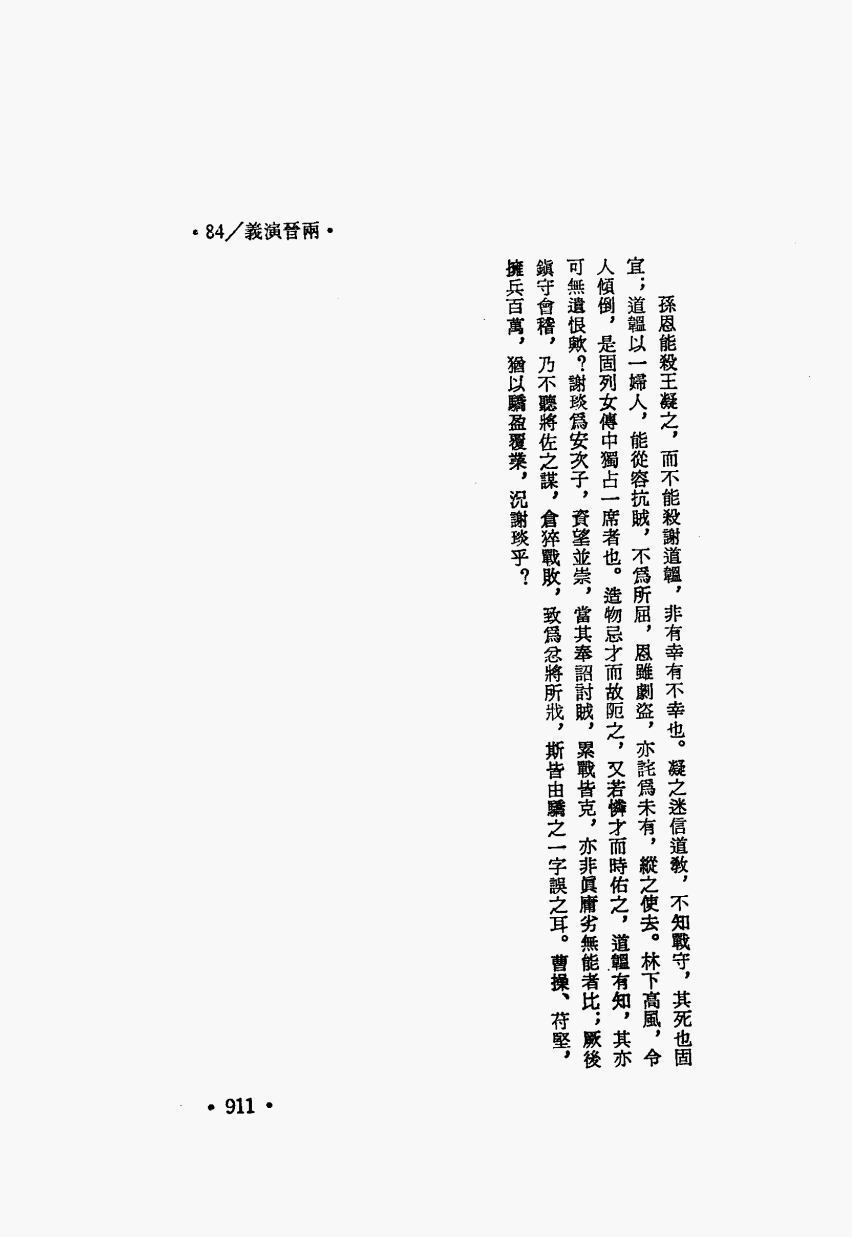 •兩晉演義／84•
孫恩能殺王凝之，而不能殺謝道韞，非有幸有不幸也。凝之迷信道教，不知戰守，其死也固
宜；道韞以一婦人，能從容抗賊，不爲所屈，恩雖劇盜，亦詫爲未有，縱之使去。林下高風，令
人傾倒，是固列女傳中獨占一席者也。造物忌才而故阨之，又若憐才而時佑之，道韞有知，其亦
可無遺恨歟？謝琰爲安次子，資望並崇，當其奉詔討賊，累戰皆克，亦非眞庸劣無能者比；厥後
鎭守會稽，乃不聽將佐之謀，倉猝戰敗，致爲忿將所戕，斯皆由驕之一字誤之耳。曹操、苻堅，
擁兵百萬，猶以驕盈覆業，況謝琰乎？
• 911 •